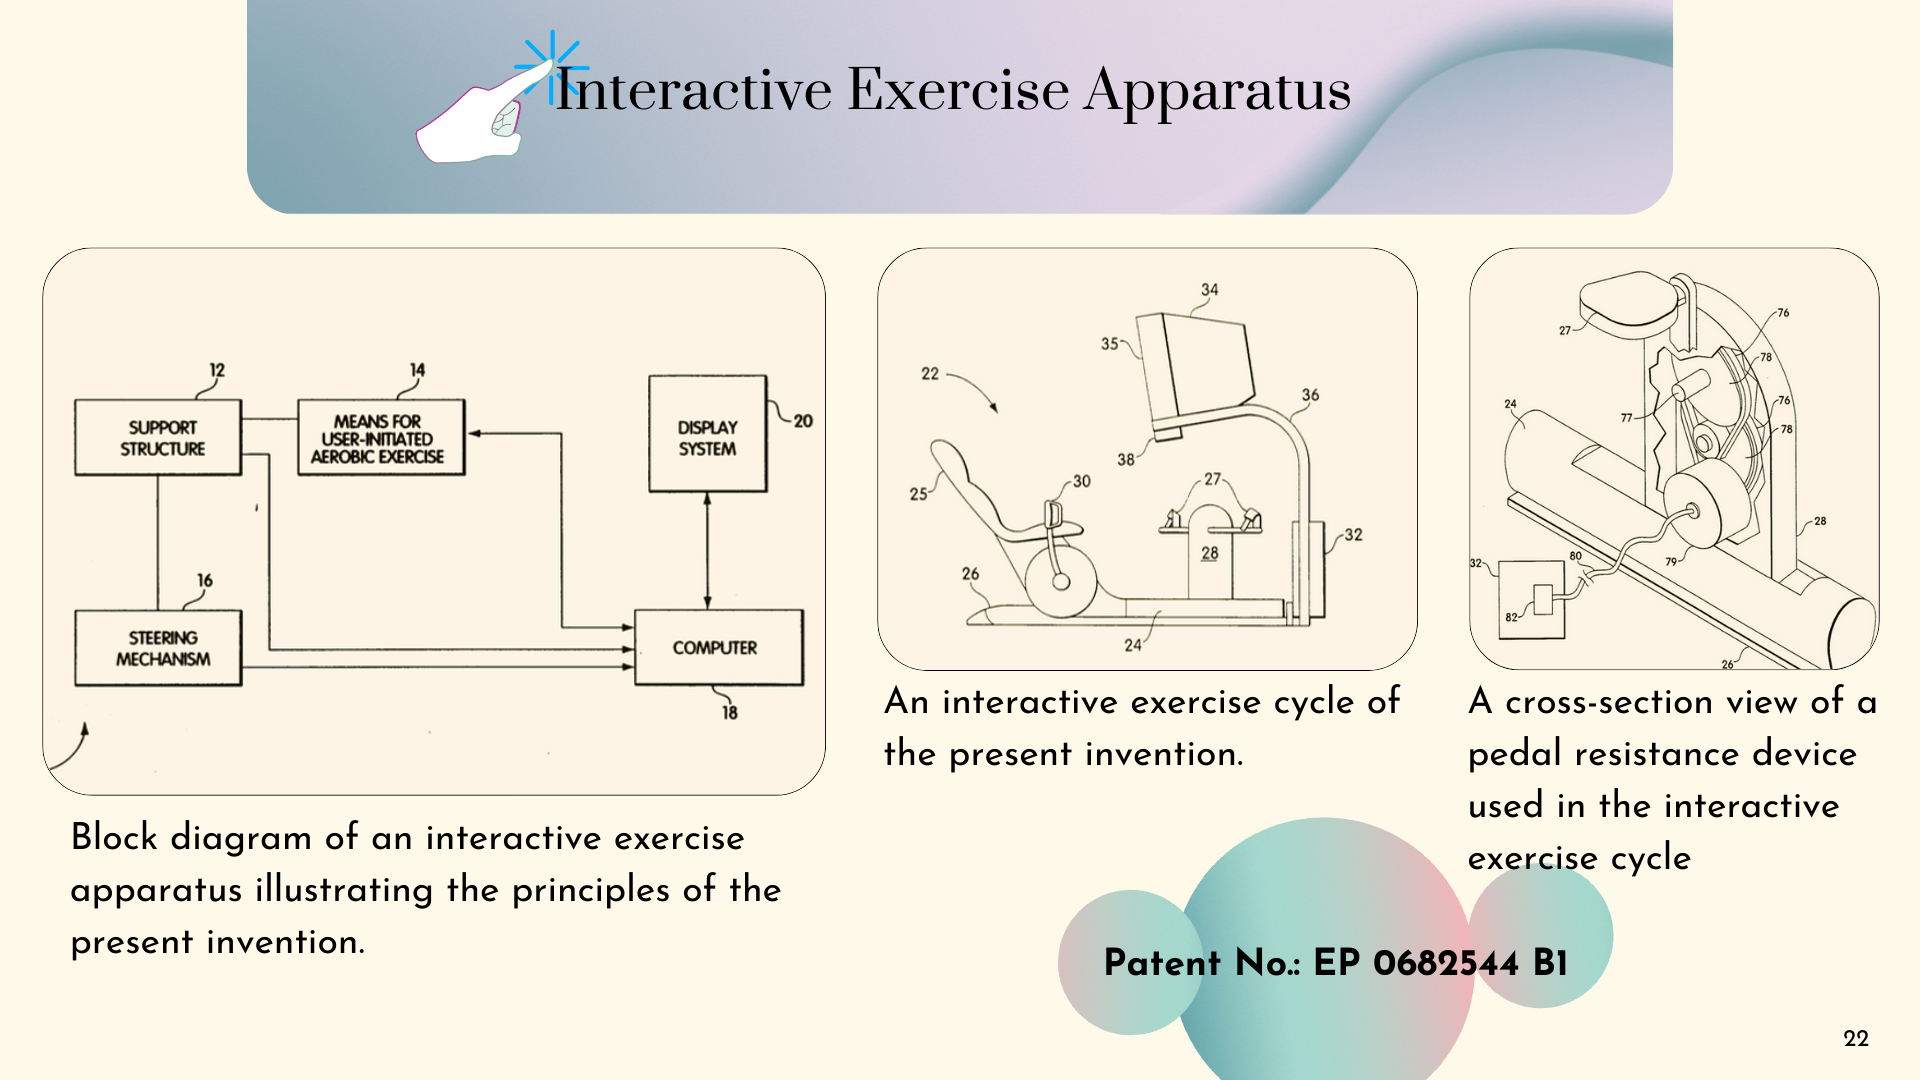 Interactive Exercise Apparatus
12
14
SUPPORT
STRUCTURE
MEANS FOR
USER-INITIATED
AEROBIC EXERCISE
DISPLAY
SYSTEM
20
16
STEERING
MECHANISM
COMPUTER
18
Block diagram of an interactive exercise
apparatus illustrating the principles of the
present invention.
34
35
22
36
38
25
30
27
32
28
26
24
An interactive exercise cycle of
the present invention.
76
27
78
24
76
77
78
28
80
79
32
82
26
A cross-section view of a
pedal resistance device
used in the interactive
exercise cycle
Patent No.: EP 0682544 B1
22